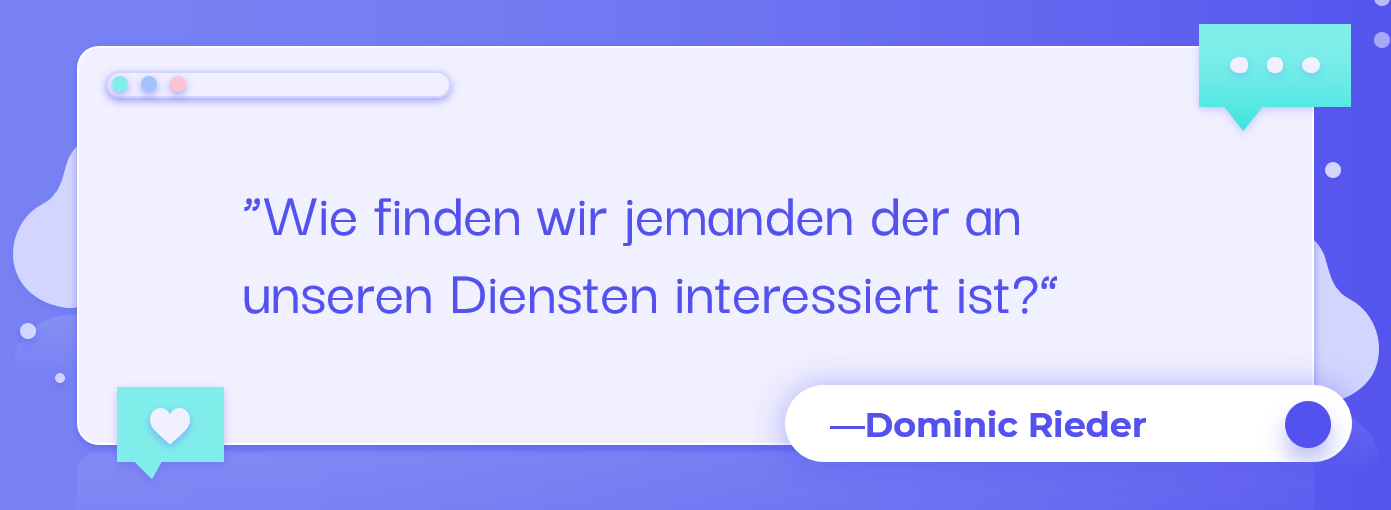 ”Wie finden wir jemanden der an
unseren Diensten interessiert ist?“
—Dominic Rieder